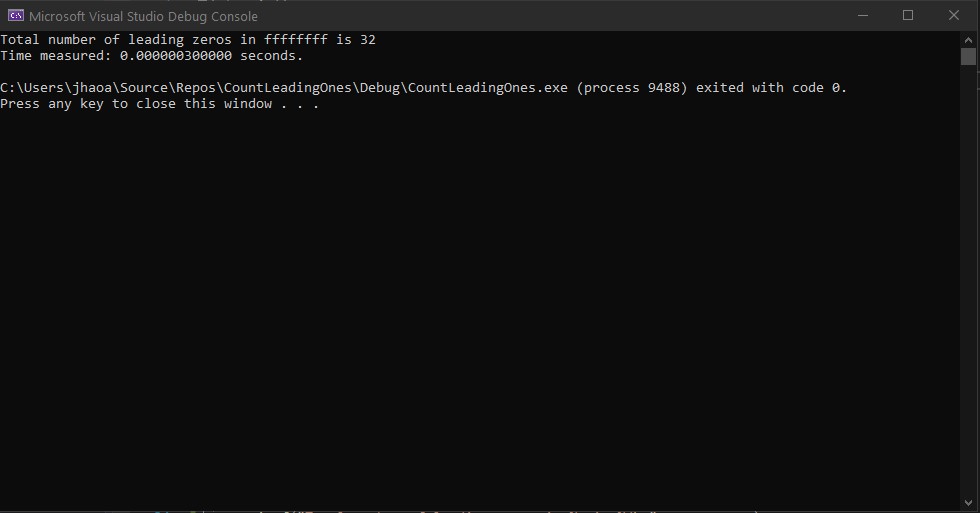 Microsoft Visual Studio Debug Console
Total number of leading zeros in ffffffff is 32
Time measured: 0.000000300000 seconds.
C:\Users\jhaoa\Source\Repos\CountLeadingOnes\Debug\CountLeadingOnes.exe (process 9488) exited with code 0.
Press any key to close this window . . .